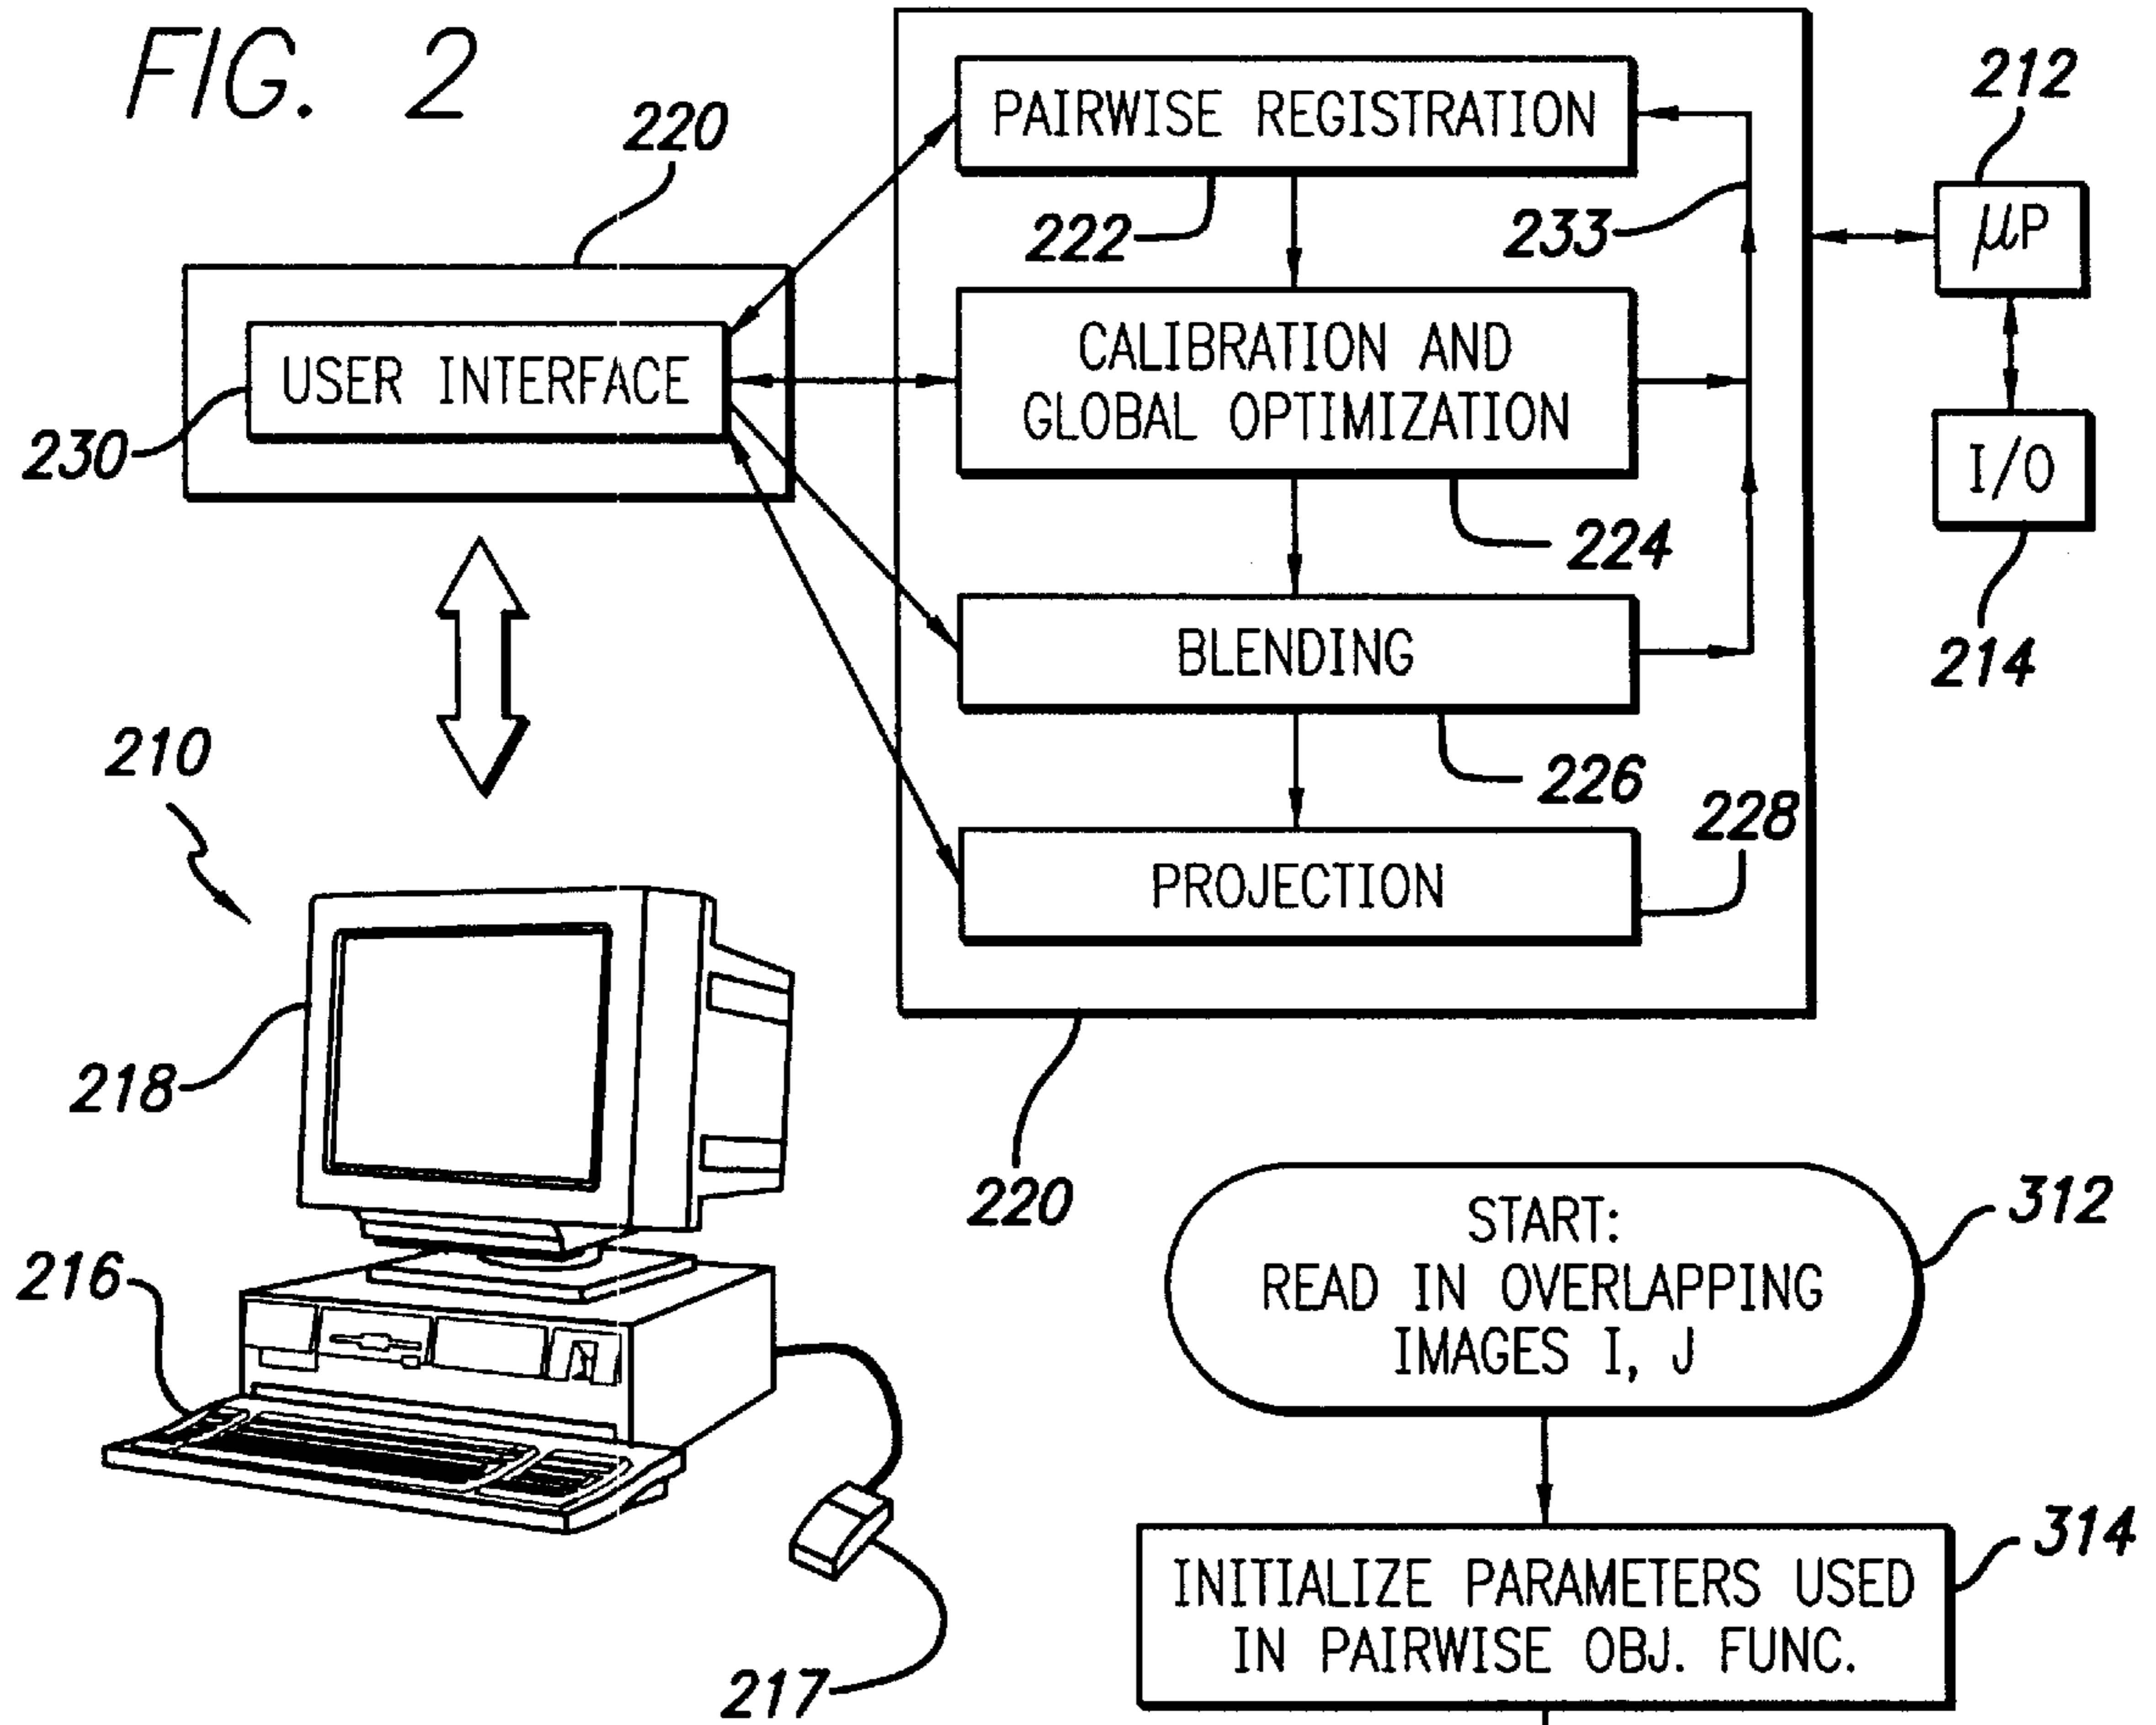 FIG. 2
220
PAIRWISE REGISTRATION
212
222
233
µP
USER INTERFACE
230
CALIBRATION AND
GLOBAL OPTIMIZATION
I/O
224
214
BLENDING
226
210
228
PROJECTION
218
220
216
217
START:
READ IN OVERLAPPING
IMAGES I, J
312
INITIALIZE PARAMETERS USED
IN PAIRWISE OBJ. FUNC.
314